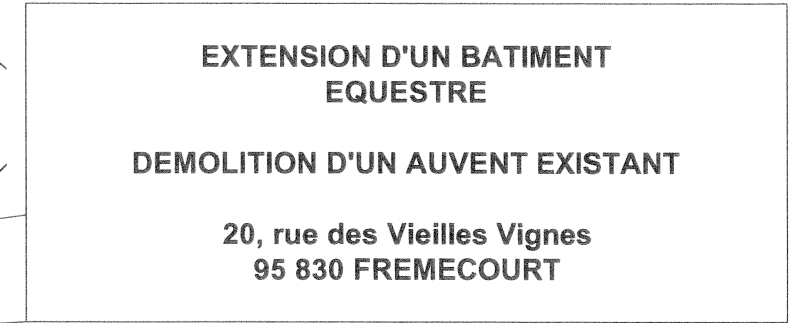 EXTENSION D'UN BATIMENT
EQUESTRE
DEMOLITION D'UN AUVENT EXISTANT
20, rue des Vieilles Vignes
95 830 FREMECOURT